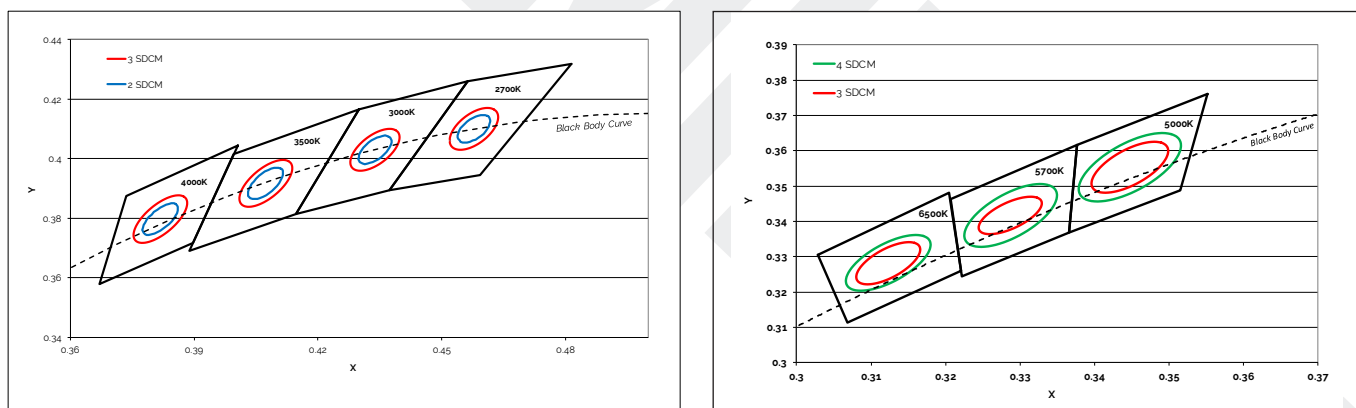 0.44
0.42
0.4
0.38
0.36
0.34
Y
3 SDCM
2 SDCM
2700K
3000K
3500K
4000K
Black Body Curve
0.36 0.39 0.42 0.45 0.48
X
0.39
0.38
0.37
0.36
0.35
0.34
0.33
0.32
0.31
0.3
Y
4 SDCM
3 SDCM
5000K
5700K
6500K
Black Body Curve
0.3 0.31 0.32 0.33 0.34 0.35 0.36 0.37
X